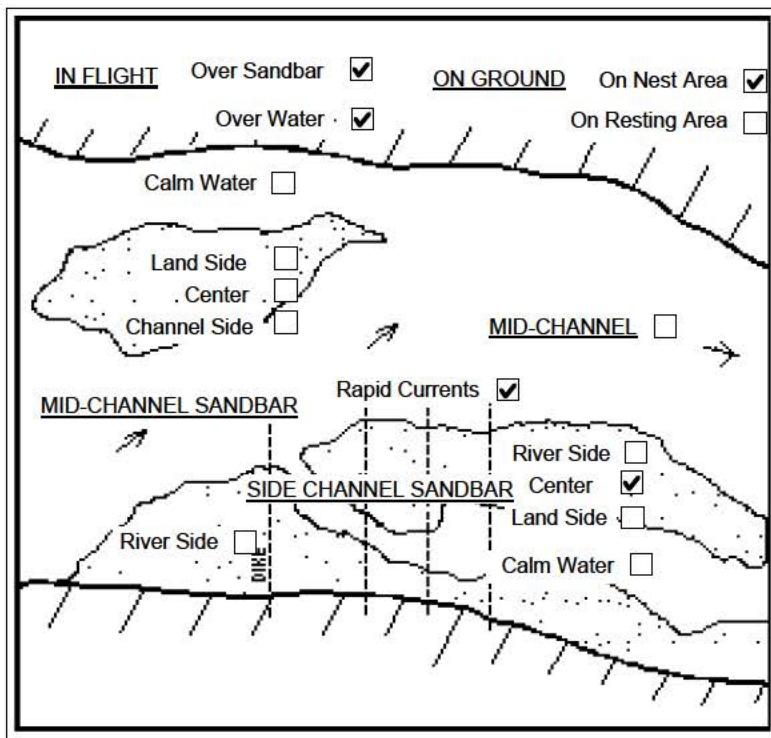 IN FLIGHT Over Sandbar ON GROUND On Nest Area
Over Water On Resting Area
Calm Water
Land Side
Center
Channel Side
MID-CHANNEL
Rapid Currents
MID-CHANNEL SANDBAR
River Side
SIDE CHANNEL SANDBAR Center
Land Side
River Side
DIKE
Calm Water